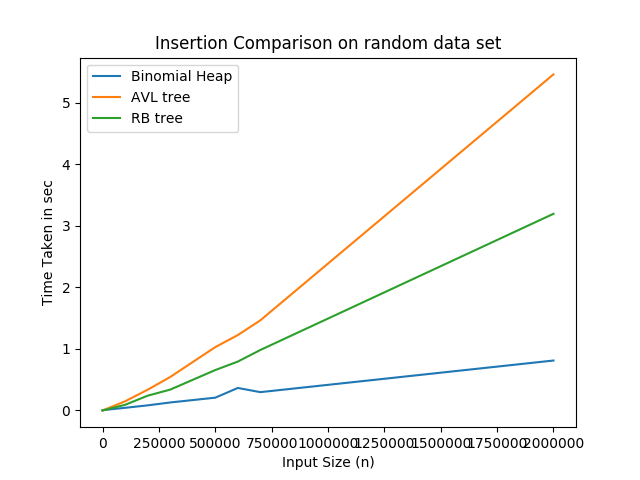 Insertion Comparison on random data set
Binomial Heap
AVL tree
RB tree
Time Taken in sec
5
4
3
2
1
0
0 250000 500000 750000 1000000 1250000 1500000 1750000 2000000
Input Size (n)